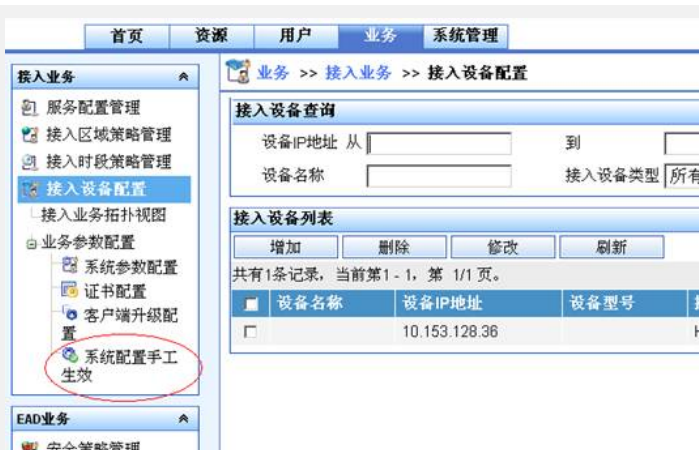 首页 资源 用户 业务 系统管理
接入业务
服务配置管理
接入区域策略管理
接入时段策略管理
接入设备配置
接入业务拓扑视图
业务参数配置
系统参数配置
证书配置
客户端升级配
置
系统配置手工
生效
EAD业务
安全策略管理
业务 >> 接入业务 >> 接入设备配置
接入设备查询
设备IP地址 从 到
设备名称 接入设备类型 所有
接入设备列表
增加 删除 修改 刷新
共有1条记录，当前第1 - 1，第 1/1 页。
设备名称 设备IP地址 设备型号
10.153.128.36